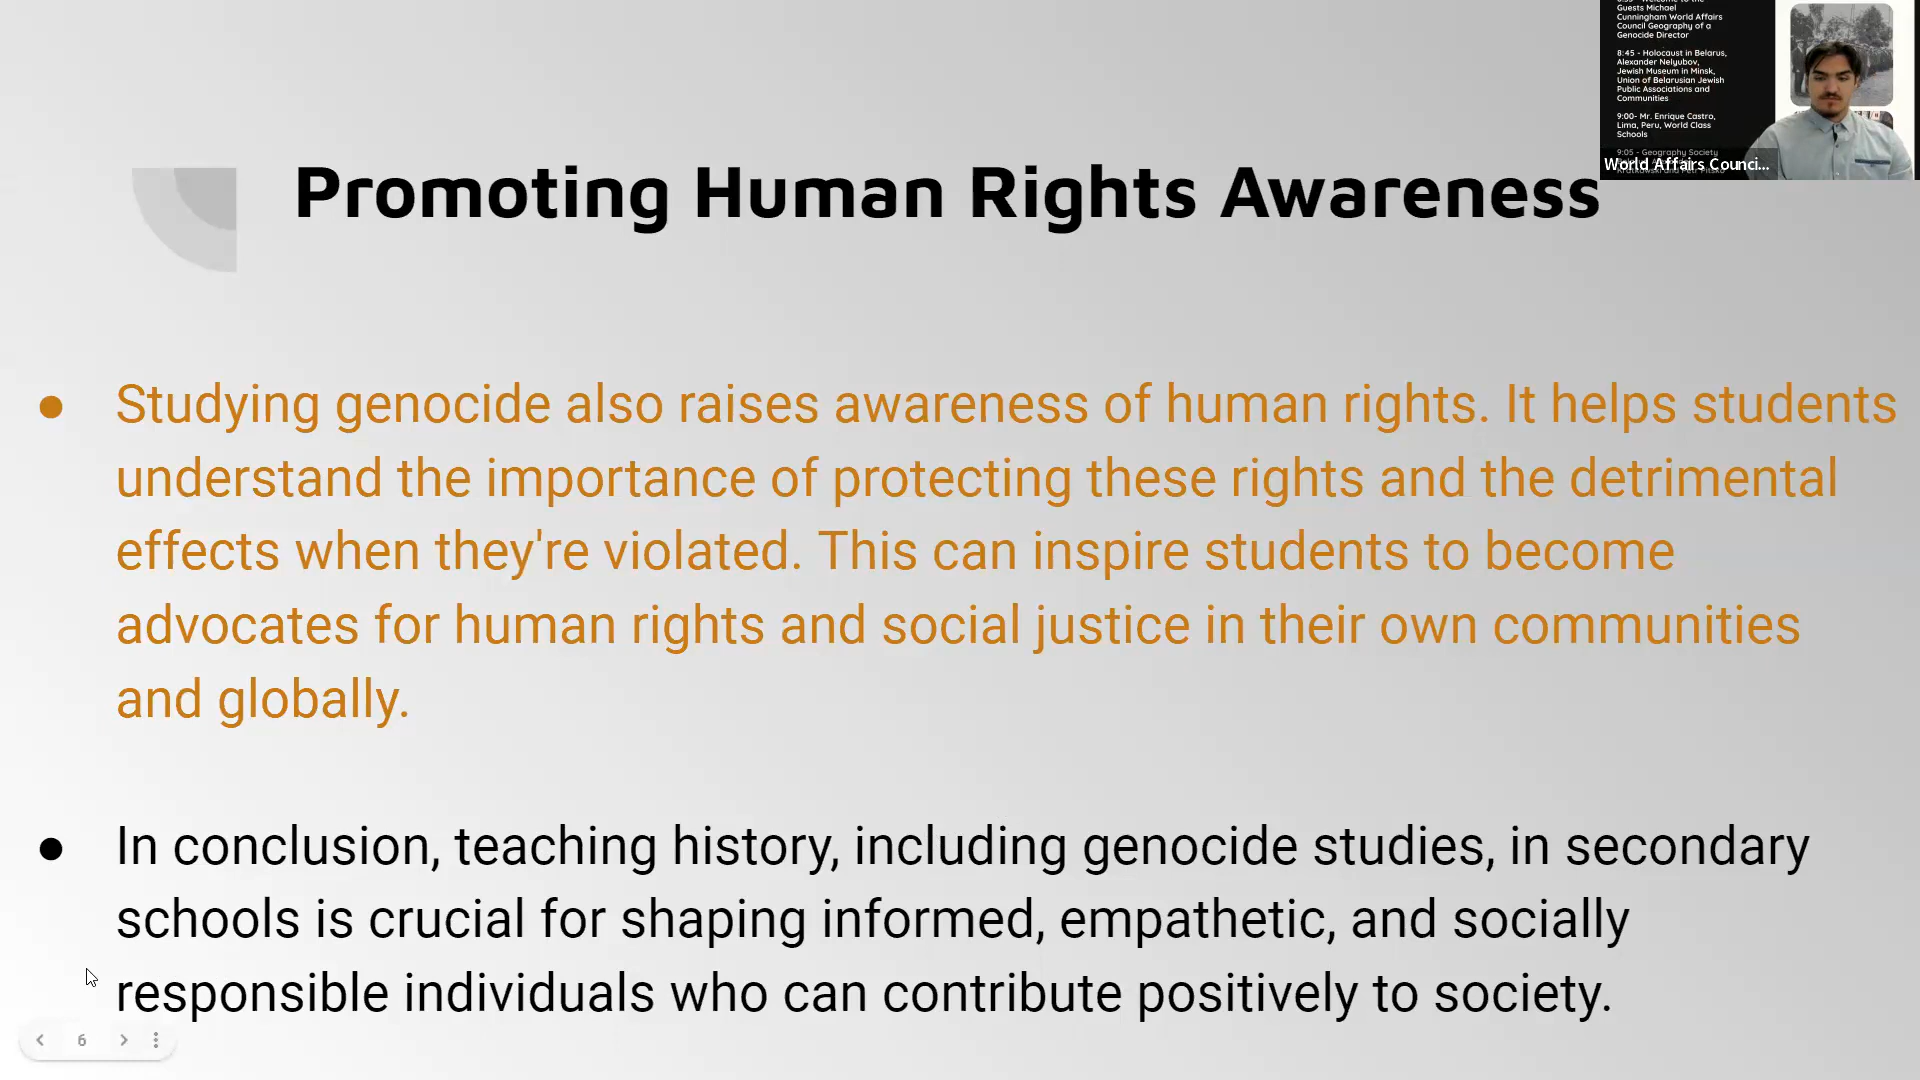 Guests Michael
Cunningham World Affairs
Council Geography of a
Genocide Director
8:45 - Holocaust in Belarus,
Alexander Nelyubov,
Jewish Museum in Minsk,
Union of Belarusian Jewish
Public Associations and
Communities
9:00- Mr. Enrique Castro,
Lima, Peru, World Class
Schools
9:05 - Geography Society
World Affairs Counci...
Promoting Human Rights Awareness
● Studying genocide also raises awareness of human rights. It helps students
understand the importance of protecting these rights and the detrimental
effects when they're violated. This can inspire students to become
advocates for human rights and social justice in their own communities
and globally.
● In conclusion, teaching history, including genocide studies, in secondary
schools is crucial for shaping informed, empathetic, and socially
responsible individuals who can contribute positively to society.
6